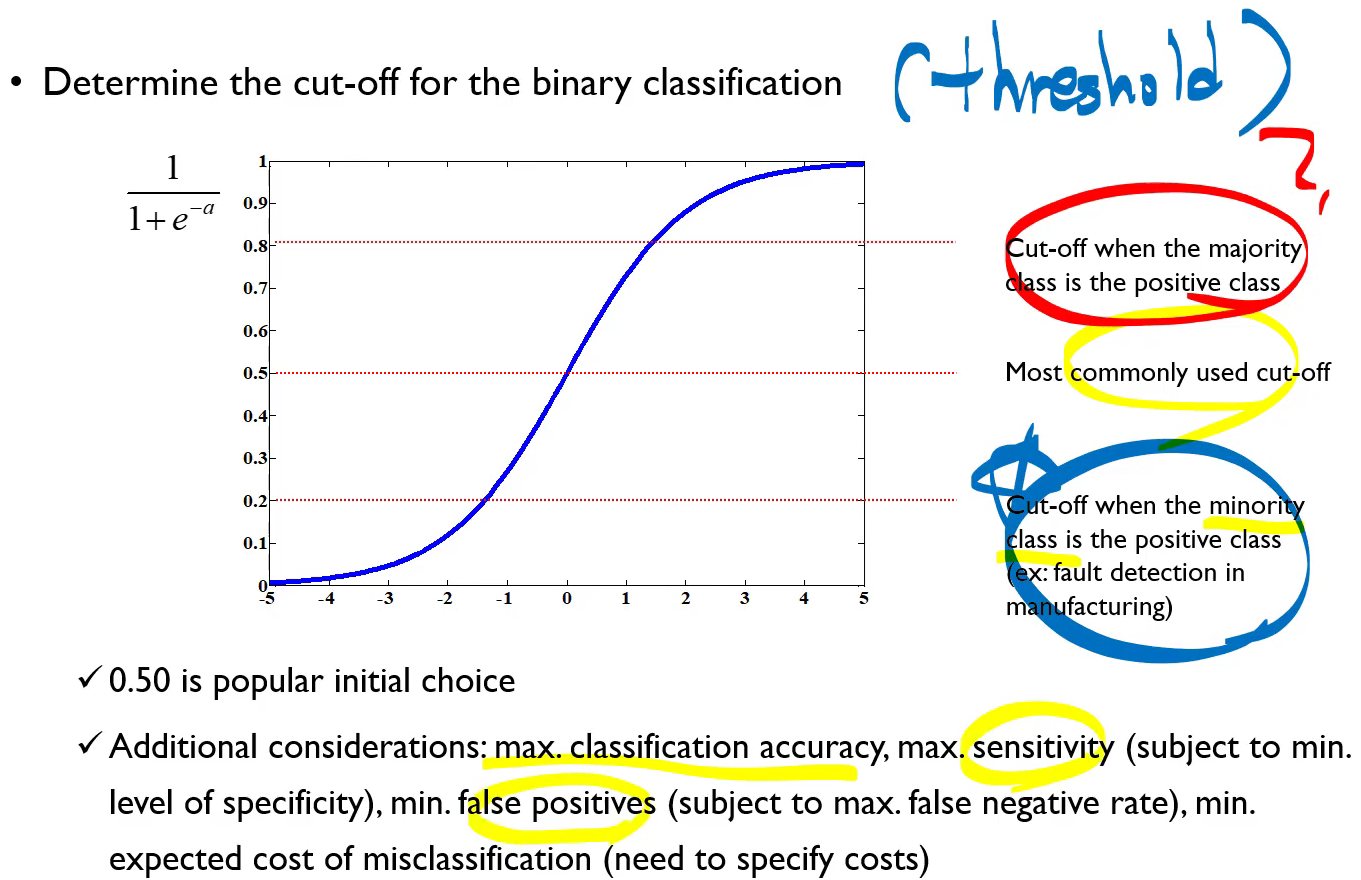 • Determine the cut-off for the binary classification
(threshold)
?
1
1 + e^{-a}
1
0.9
0.8
0.7
0.6
0.5
0.4
0.3
0.2
0.1
0
-5 -4 -3 -2 -1 0 1 2 3 4 5
Cut-off when the majority
class is the positive class
Most commonly used cut-off
Cut-off when the minority
class is the positive class
(ex: fault detection in
manufacturing)
✓ 0.50 is popular initial choice
✓ Additional considerations: max. classification accuracy, max. sensitivity (subject to min.
level of specificity), min. false positives (subject to max. false negative rate), min.
expected cost of misclassification (need to specify costs)